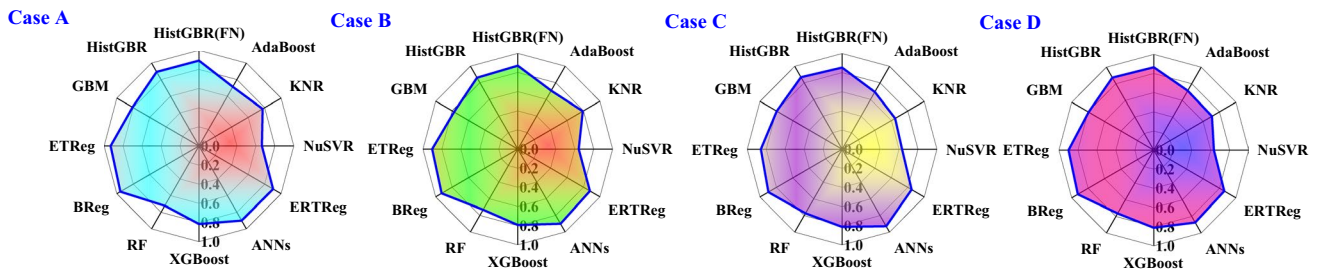 Case A
HistGBR(FN)
HistGBR
AdaBoost
GBM
KNR
ETReg
NuSVR
BReg
ERTReg
RF
ANNs
XGBoost
0.0
0.2
0.4
0.6
0.8
1.0
Case B
HistGBR(FN)
HistGBR
AdaBoost
GBM
KNR
ETReg
NuSVR
BReg
ERTReg
RF
ANNs
XGBoost
0.0
0.2
0.4
0.6
0.8
1.0
Case C
HistGBR(FN)
HistGBR
AdaBoost
GBM
KNR
ETReg
NuSVR
BReg
ERTReg
RF
ANNs
XGBoost
0.0
0.2
0.4
0.6
0.8
1.0
Case D
HistGBR(FN)
HistGBR
AdaBoost
GBM
KNR
ETReg
NuSVR
BReg
ERTReg
RF
ANNs
XGBoost
0.0
0.2
0.4
0.6
0.8
1.0